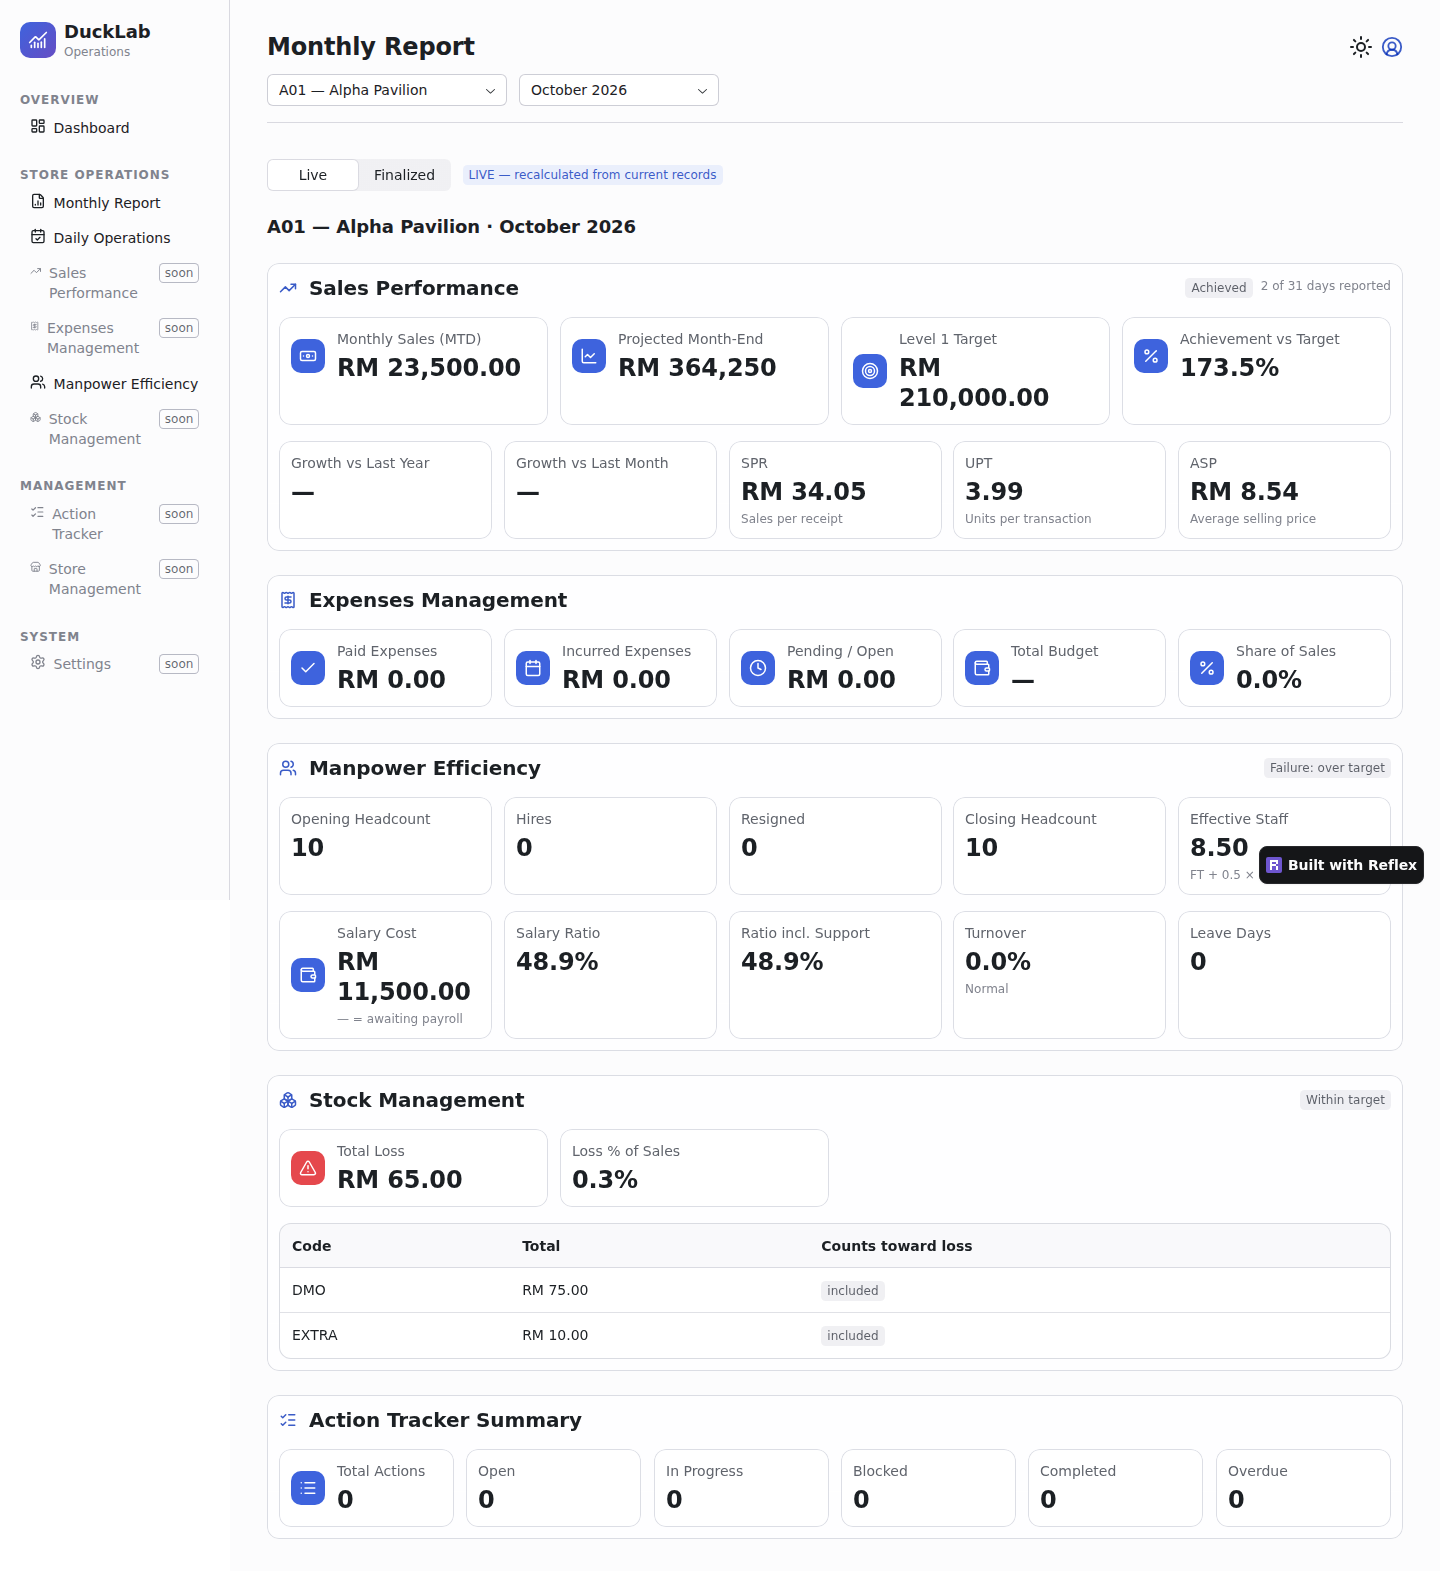 DuckLab
Operations
OVERVIEW
Dashboard
STORE OPERATIONS
Monthly Report
Daily Operations
Sales Performance
soon
Expenses Management
soon
Manpower Efficiency
Stock Management
soon
MANAGEMENT
Action Tracker
soon
Store Management
soon
SYSTEM
Settings
soon
Monthly Report
A01 — Alpha Pavilion
October 2026
Live
Finalized
LIVE — recalculated from current records
A01 — Alpha Pavilion · October 2026
Sales Performance
Achieved
2 of 31 days reported
Monthly Sales (MTD)
RM 23,500.00
Projected Month-End
RM 364,250
Level 1 Target
RM
210,000.00
Achievement vs Target
173.5%
Growth vs Last Year
—
Growth vs Last Month
—
SPR
RM 34.05
Sales per receipt
UPT
3.99
Units per transaction
ASP
RM 8.54
Average selling price
Expenses Management
Paid Expenses
RM 0.00
Incurred Expenses
RM 0.00
Pending / Open
RM 0.00
Total Budget
—
Share of Sales
0.0%
Manpower Efficiency
Failure: over target
Opening Headcount
10
Hires
0
Resigned
0
Closing Headcount
10
Effective Staff
8.50
FT + 0.5 ×
Built with Reflex
Salary Cost
RM
11,500.00
— = awaiting payroll
Salary Ratio
48.9%
Ratio incl. Support
48.9%
Turnover
0.0%
Normal
Leave Days
0
Stock Management
Within target
Total Loss
RM 65.00
Loss % of Sales
0.3%
Code Total Counts toward loss
DMO RM 75.00 included
EXTRA RM 10.00 included
Action Tracker Summary
Total Actions
0
Open
0
In Progress
0
Blocked
0
Completed
0
Overdue
0